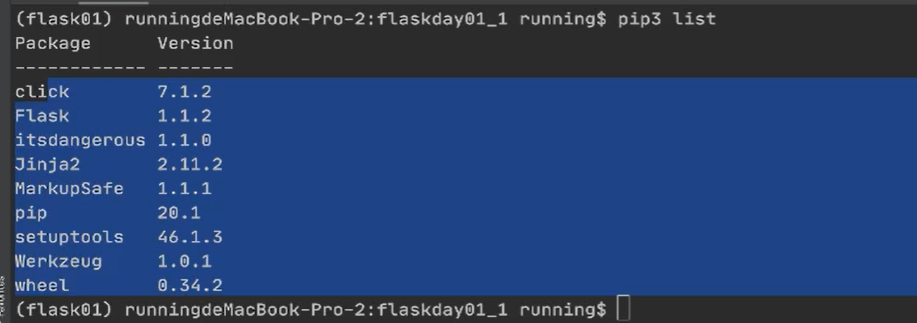 (flask01) runningdeMacBook-Pro-2:flaskday01_1 running$ pip3 list
Package      Version
------------ -------
click        7.1.2
Flask        1.1.2
itsdangerous 1.1.0
Jinja2       2.11.2
MarkupSafe   1.1.1
pip          20.1
setuptools   46.1.3
Werkzeug     1.0.1
wheel        0.34.2
(flask01) runningdeMacBook-Pro-2:flaskday01_1 running$